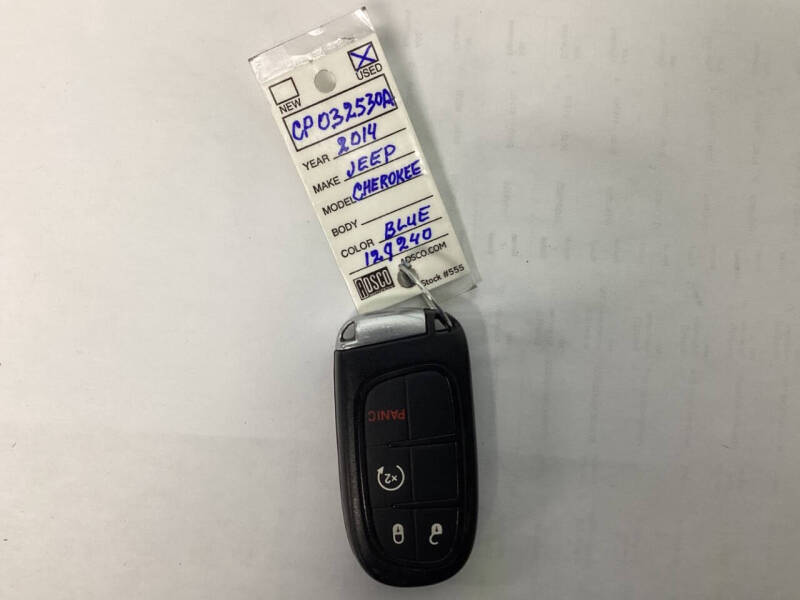 NEW
USED
CP032530A
YEAR 2014
MAKE JEEP
MODEL CHEROKEE
BODY
COLOR BLUE
129240
ADSCO ADSCO.COM
Stock #555
PANIC
×2